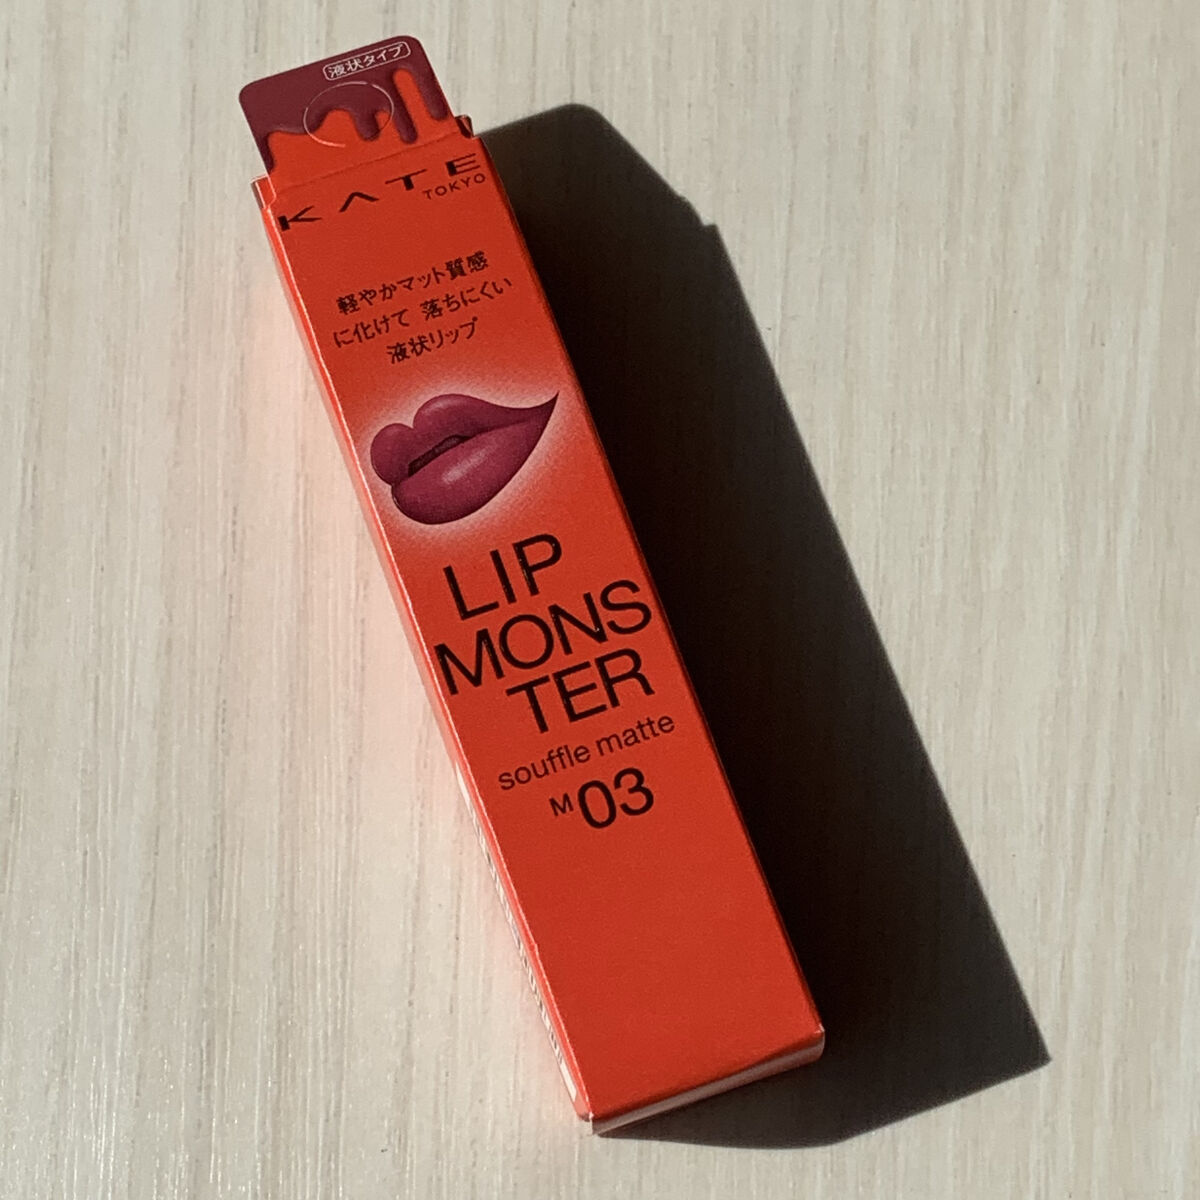 液状タイプ
KATE
TOKYO
軽やかマット質感
に化けて 落ちにくい
液状リップ
LIP
MONS
TER
souffle matte
M03